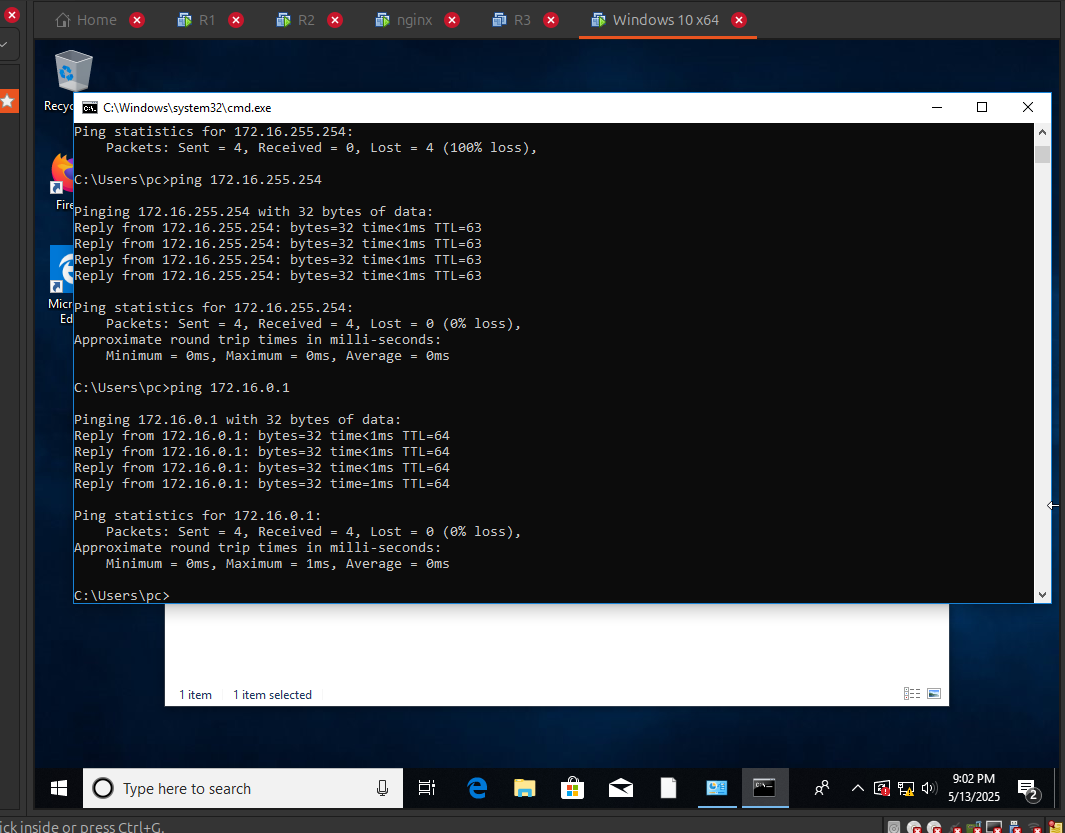 Home
R1
R2
nginx
R3
Windows 10 x64
Recyc
C:\Windows\system32\cmd.exe
Ping statistics for 172.16.255.254:
    Packets: Sent = 4, Received = 0, Lost = 4 (100% loss),
C:\Users\pc>ping 172.16.255.254
Fire
Pinging 172.16.255.254 with 32 bytes of data:
Reply from 172.16.255.254: bytes=32 time<1ms TTL=63
Reply from 172.16.255.254: bytes=32 time<1ms TTL=63
Reply from 172.16.255.254: bytes=32 time<1ms TTL=63
Reply from 172.16.255.254: bytes=32 time<1ms TTL=63
Micr
Ed
Ping statistics for 172.16.255.254:
    Packets: Sent = 4, Received = 4, Lost = 0 (0% loss),
Approximate round trip times in milli-seconds:
    Minimum = 0ms, Maximum = 0ms, Average = 0ms
C:\Users\pc>ping 172.16.0.1
Pinging 172.16.0.1 with 32 bytes of data:
Reply from 172.16.0.1: bytes=32 time<1ms TTL=64
Reply from 172.16.0.1: bytes=32 time<1ms TTL=64
Reply from 172.16.0.1: bytes=32 time<1ms TTL=64
Reply from 172.16.0.1: bytes=32 time=1ms TTL=64
Ping statistics for 172.16.0.1:
    Packets: Sent = 4, Received = 4, Lost = 0 (0% loss),
Approximate round trip times in milli-seconds:
    Minimum = 0ms, Maximum = 1ms, Average = 0ms
C:\Users\pc>
1 item
1 item selected
Type here to search
9:02 PM
5/13/2025
2
ick inside or press Ctrl+G.